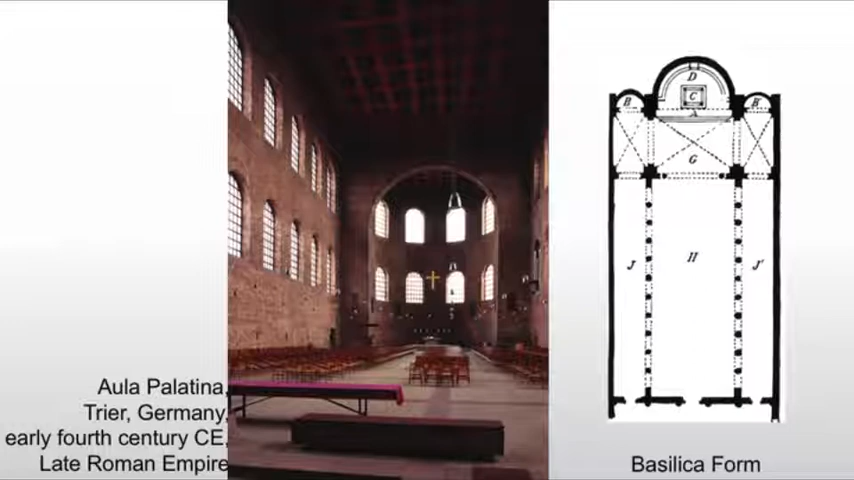 Aula Palatina,
Trier, Germany,
early fourth century CE,
Late Roman Empire
D
C
A
G
J
H
J'
Basilica Form